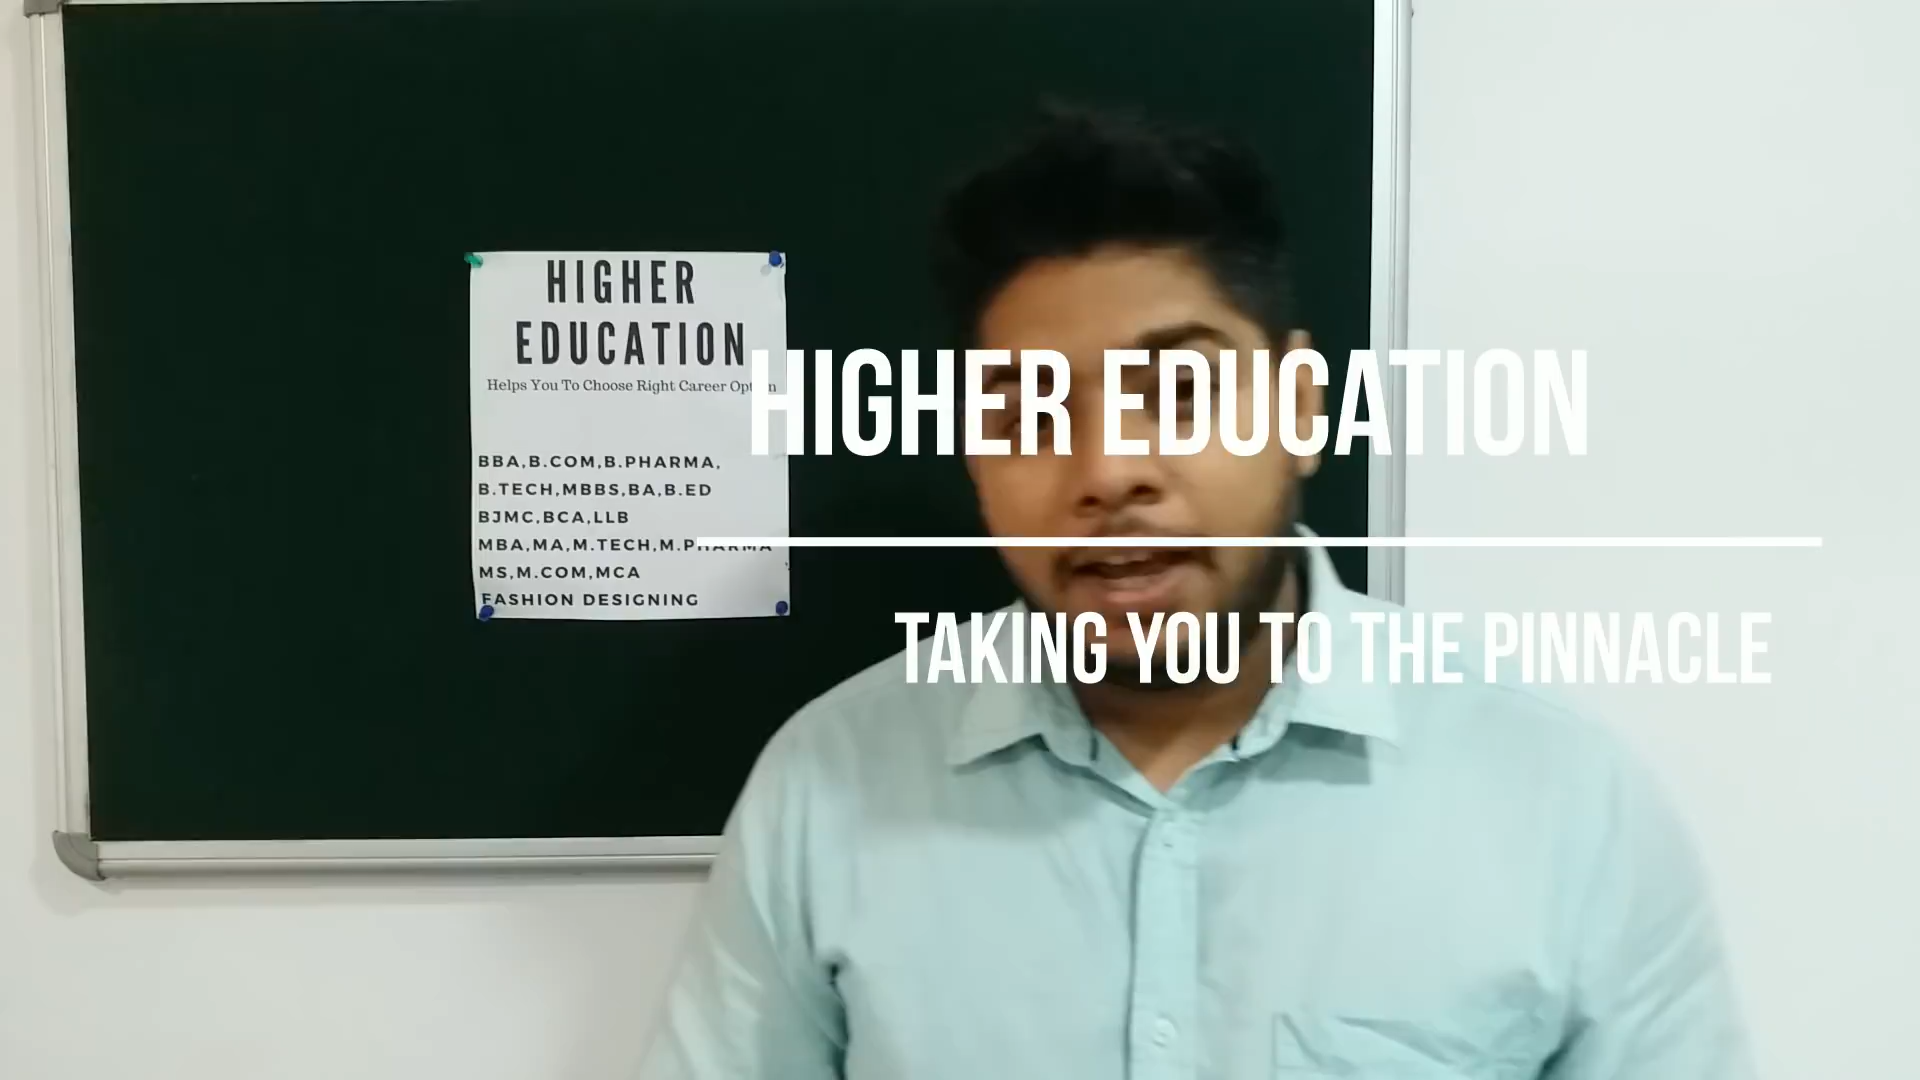 HIGHER
EDUCATION
Helps You To Choose Right Career
BBA,B.COM,B.PHARMA,
B.TECH,MBBS,BA,B.ED
BJMC,BCA,LLB
MBA,MA,M.TECH,M.PHARMA
MS,M.COM,MCA
FASHION DESIGNING
HIGHER EDUCATION
TAKING YOU TO THE PINNACLE